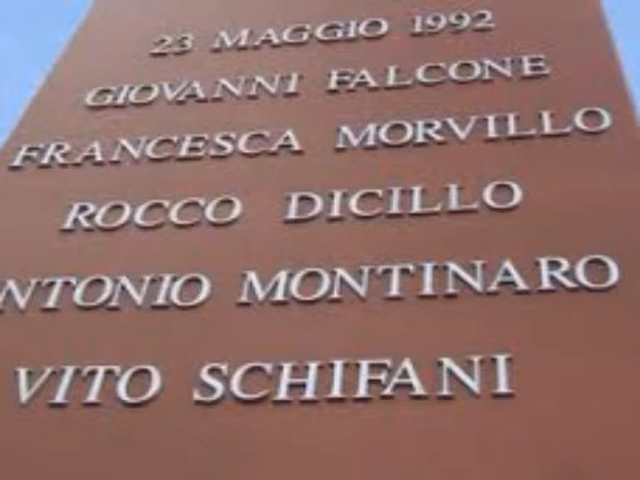 23 MAGGIO 1992
GIOVANNI FALCONE
FRANCESCA MORVILLO
ROCCO DICILLO
NTONIO MONTINARO
VITO SCHIFANI